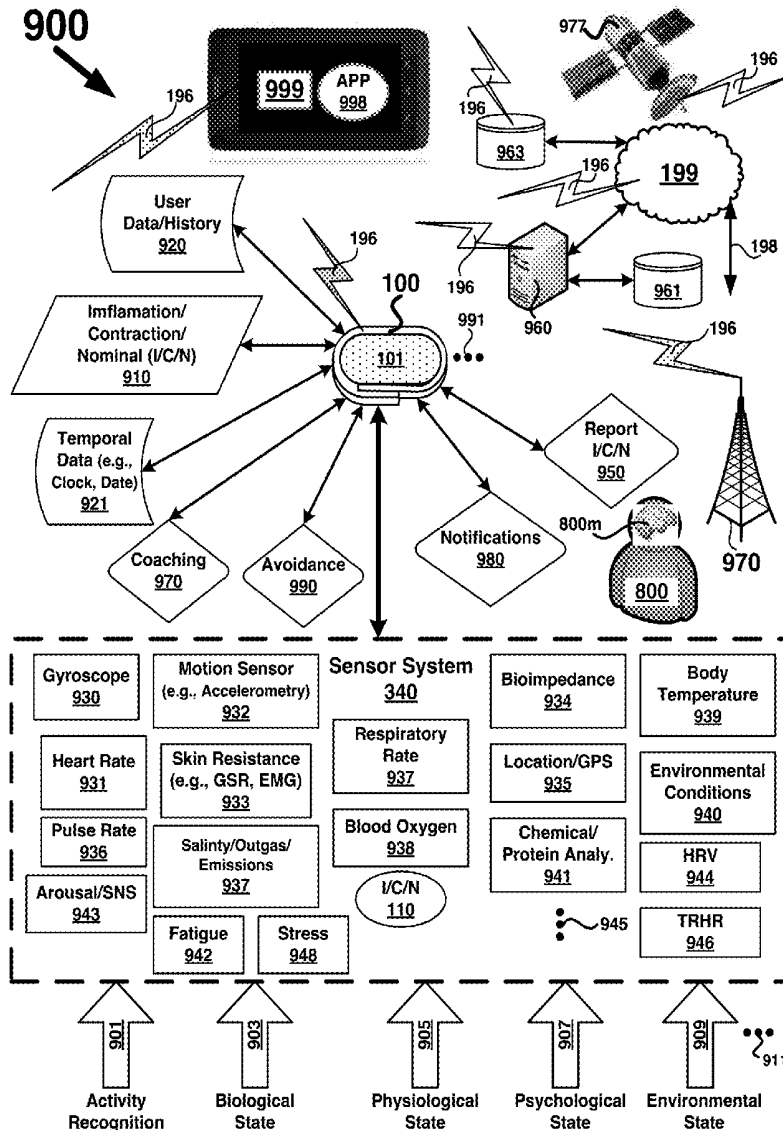 900
977
196
999
APP
998
196
196
963
196
199
196
User
Data/History
920
196
196
960
961
198
100
101
991
196
Imflamation/
Contraction/
Nominal (I/C/N)
910
Temporal
Data (e.g.,
Clock, Date)
921
Report
I/C/N
950
Coaching
970
Avoidance
990
Notifications
980
800m
800
970
Gyroscope
930
Motion Sensor
(e.g., Accelerometry)
932
Sensor System
340
Bioimpedance
934
Body
Temperature
939
Heart Rate
931
Skin Resistance
(e.g., GSR, EMG)
933
Respiratory
Rate
937
Location/GPS
935
Environmental
Conditions
940
Pulse Rate
936
Salinty/Outgas/
Emissions
937
Blood Oxygen
938
Chemical/
Protein Analy.
941
HRV
944
Arousal/SNS
943
I/C/N
110
945
Fatigue
942
Stress
948
TRHR
946
901
903
905
907
909
911
Activity
Recognition
Biological
State
Physiological
State
Psychological
State
Environmental
State